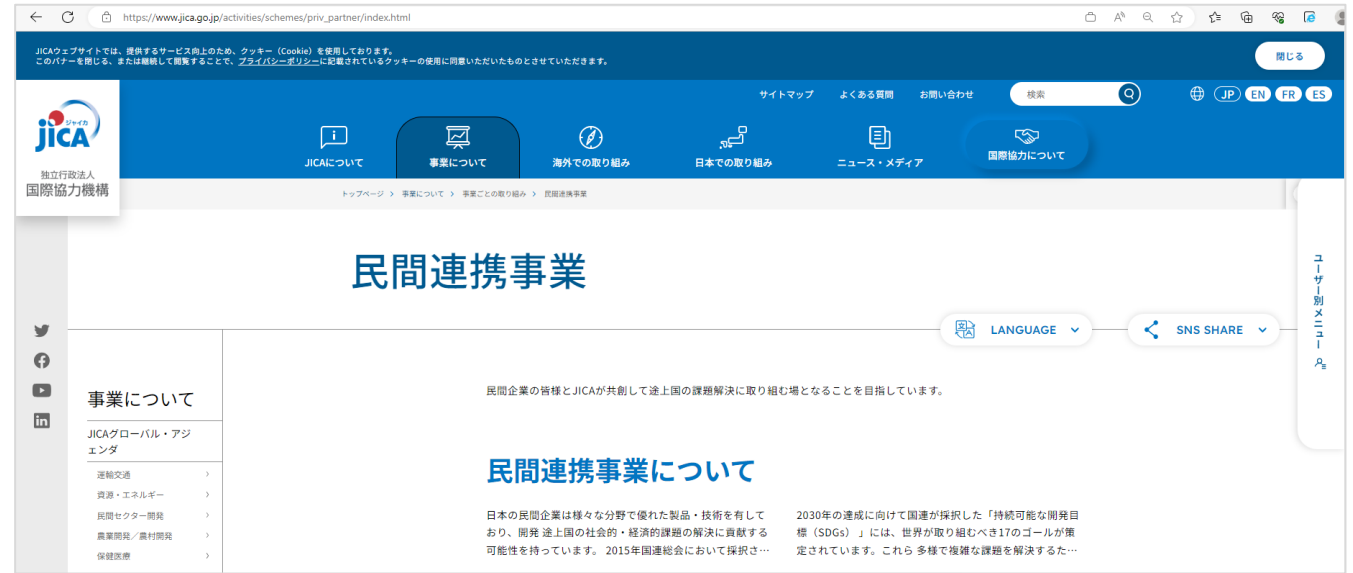 https://www.jica.go.jp/activities/schemes/priv_partner/index.html
JICAウェブサイトでは、提供するサービス向上のため、クッキー（Cookie）を使用しております。
このバナーを閉じる、または継続して閲覧することで、プライバシーポリシーに記載されているクッキーの使用に同意いただいたものとさせていただきます。
閉じる
サイトマップ よくある質問 お問い合わせ 検索 JP EN FR ES
ジャイカ
jICA
独立行政法人
国際協力機構
JICAについて 事業について 海外での取り組み 日本での取り組み ニュース・メディア 国際協力について
トップページ > 事業について > 事業ごとの取り組み > 民間連携事業
民間連携事業
ユーザー別メニュー
LANGUAGE SNS SHARE
事業について
JICAグローバル・アジ
ェンダ
運輸交通
資源・エネルギー
民間セクター開発
農業開発／農村開発
保健医療
民間企業の皆様とJICAが共創して途上国の課題解決に取り組む場となることを目指しています。
民間連携事業について
日本の民間企業は様々な分野で優れた製品・技術を有して
おり、開発 途上国の社会的・経済的課題の解決に貢献する
可能性を持っています。 2015年国連総会において採択さ…
2030年の達成に向けて国連が採択した「持続可能な開発目
標（SDGs） 」には、世界が取り組むべき17のゴールが策
定されています。これら 多様で複雑な課題を解決するた…